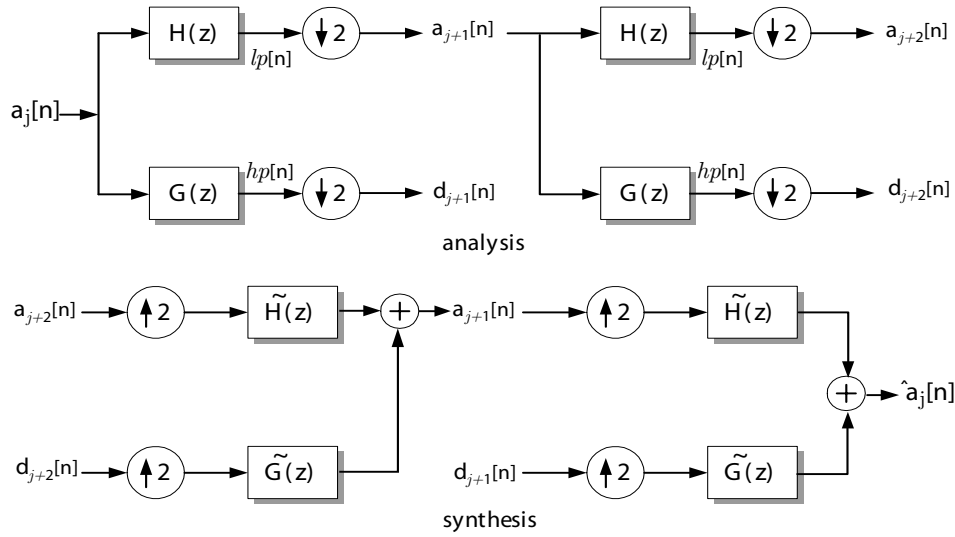 H(z) ↓2 a_{j+1}[n] H(z) ↓2 a_{j+2}[n]
lp[n] lp[n]
a_j[n]
hp[n] hp[n]
G(z) ↓2 d_{j+1}[n] G(z) ↓2 d_{j+2}[n]
analysis
a_{j+2}[n] ↑2 H̃(z) + a_{j+1}[n] ↑2 H̃(z)
+ ˆa_j[n]
d_{j+2}[n] ↑2 G̃(z) d_{j+1}[n] ↑2 G̃(z)
synthesis